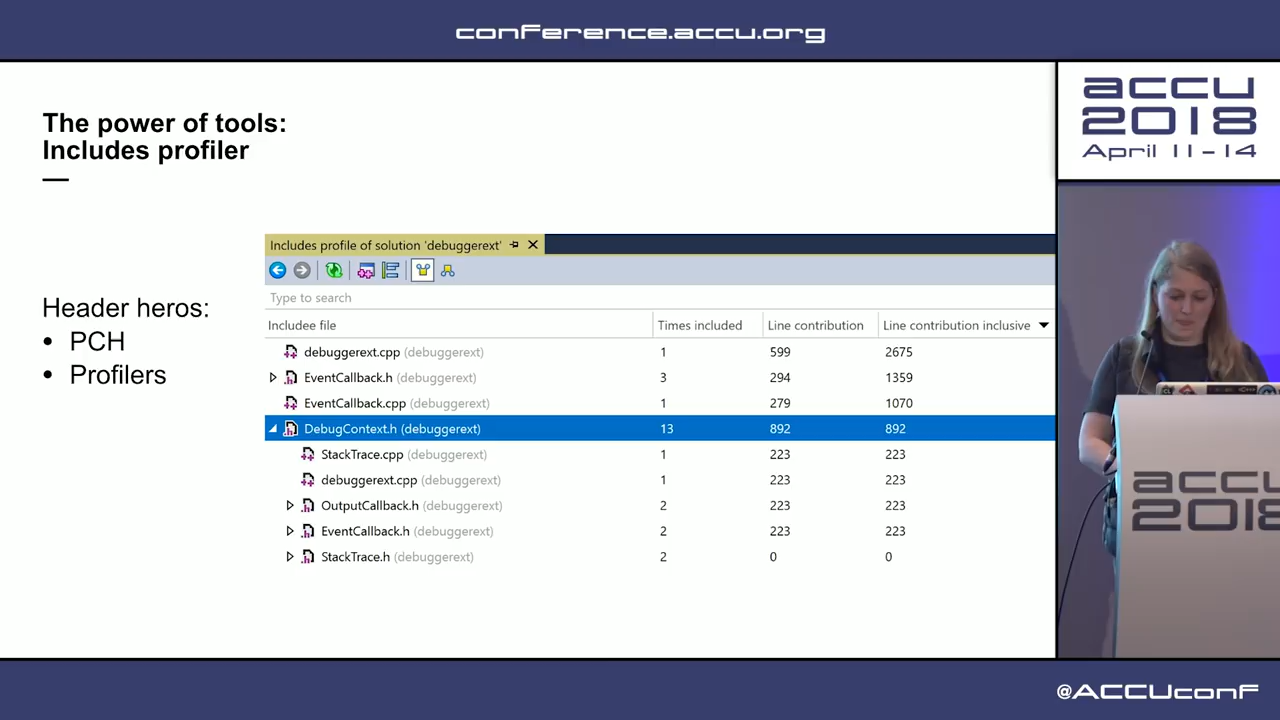 conference.accu.org
accu
2018
April 11-14
The power of tools:
Includes profiler
Header heros:
• PCH
• Profilers
Includes profile of solution 'debuggerext'
Type to search
Includee file Times included Line contribution Line contribution inclusive
debuggerext.cpp (debuggerext) 1 599 2675
EventCallback.h (debuggerext) 3 294 1359
EventCallback.cpp (debuggerext) 1 279 1070
DebugContext.h (debuggerext) 13 892 892
StackTrace.cpp (debuggerext) 1 223 223
debuggerext.cpp (debuggerext) 1 223 223
OutputCallback.h (debuggerext) 2 223 223
EventCallback.h (debuggerext) 2 223 223
StackTrace.h (debuggerext) 2 0 0
accu
2018
@ACCUconf